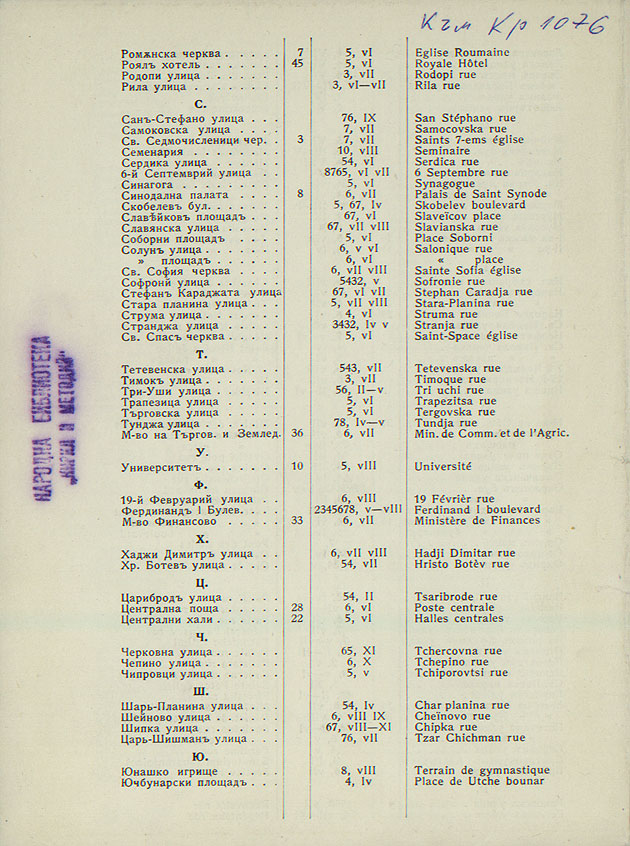 Към Кр 1076
Ромѫнска черква . . . . . 7 5, vI Eglise Roumaine
Роялъ хотелъ . . . . . . . 45 5, vI Royale Hôtel
Родопи улица . . . . . . . 3, vII Rodopi rue
Рила улица . . . . . . . . 3, vI—vII Rila rue
С.
Санъ-Стефано улица . . . 76, IX San Stéphano rue
Самоковска улица . . . 7, vII Samocovska rue
Св. Седмочисленици чер. . 3 7, vII Saints 7-ems église
Семенария . . . . . . . . 10, vIII Seminaire
Сердика улица . . . . . . 54, vI Serdica rue
6-й Септемврий улица . . 8765, vI vII 6 Septembre rue
Синагога . . . . . . . . . 5, vI Synagogue
Синодална палата . . . . 8 6, vII Palais de Saint Synode
Скобелевъ бул. . . . . . . 5, 67, Iv Skobelev boulevard
Славѣйковъ площадъ . . . 67, vI Slaveïcov place
Славянска улица . . . . . 67, vII vIII Slavianska rue
Соборни площадъ . . . . 5, vI Place Soborni
Солунъ улица . . . . . . . 6, v vI Salonique rue
» площадъ . . . . . . 6, vI « place
Св. София черква . . . . 6, vII vIII Sainte Sofia église
Софрони улица . . . . . . 5432, v Sofronie rue
Стефанъ Караджата улица 67, vI vII Stephan Caradja rue
Стара планина улица . . . 5, vII vIII Stara-Planina rue
Струма улица . . . . . . . 4, vI Struma rue
Странджа улица . . . . . 3432, Iv v Stranja rue
Св. Спасъ черква . . . . . 5, vI Saint-Space église
Т.
Тетевенска улица . . . . . 543, vII Tetevenska rue
Тимокъ улица . . . . . . . 3, vII Timoque rue
Три-Уши улица . . . . . . 56, II—v Tri uchi rue
Трапезица улица . . . . . 5, vI Trapezitsa rue
Търговска улица . . . . . 5, vI Tergovska rue
Тунджа улица . . . . . . . 78, Iv—v Tundja rue
М-во на Търгов. и Землед. 36 6, vII Min. de Comm. et de l'Agric.
У.
Университетъ . . . . . . . 10 5, vIII Université
Ф.
19-й Февруарий улица . . 6, vIII 19 Févrièr rue
Фердинандъ I Булев. . . . 2345678, v—vIII Ferdinand I boulevard
М-во Финансово . . . . . 33 6, vII Ministère de Finances
Х.
Хаджи Димитръ улица . . 6, vII vIII Hadji Dimitar rue
Хр. Ботевъ улица . . . . . 54, vII Hristo Botèv rue
Ц.
Царибродъ улица . . . . . 54, II Tsaribrode rue
Централна поща . . . . . 28 6, vI Poste centrale
Централни хали . . . . . . 22 5, vI Halles centrales
Ч.
Черковна улица . . . . . . 65, XI Tchercovna rue
Чепино улица . . . . . . . 6, X Tchepino rue
Чипровци улица . . . . . . 5, v Tchiporovtsi rue
Ш.
Шаръ-Планина улица . . . 54, Iv Char planina rue
Шейново улица . . . . . . 6, vIII IX Cheïnovo rue
Шипка улица . . . . . . . 67, vIII—XI Chipka rue
Царь-Шишманъ улица . . . 76, vII Tzar Chichman rue
Ю.
Юнашко игрище . . . . . 8, vIII Terrain de gymnastique
Ючбунарски площадъ . . . 4, Iv Place de Utche bounar
НАРОДНА БИБЛИОТЕКА
„КИРИЛ И МЕТОДИЙ"